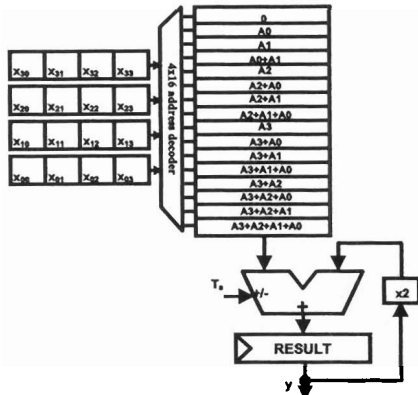 0
A0
A1
A0+A1
A2
A2+A0
A2+A1
A2+A1+A0
A3
A3+A0
A3+A1
A3+A1+A0
A3+A2
A3+A2+A0
A3+A2+A1
A3+A2+A1+A0
4x16 address decoder
X30 X31 X32 X33
X20 X21 X22 X23
X10 X11 X12 X13
X00 X01 X02 X03
Ts
+/-
+
x2
RESULT
y